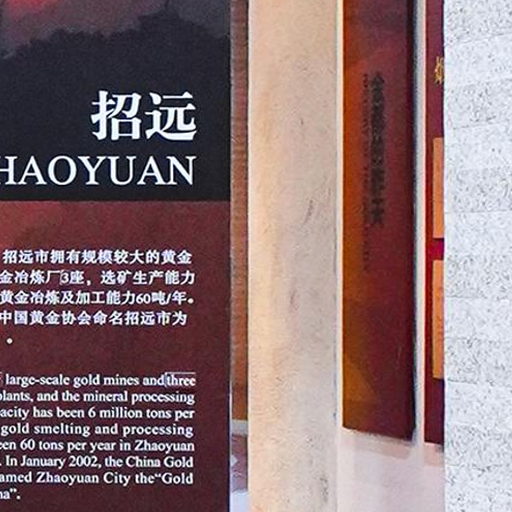 招远
HAOYUAN
招远市拥有规模较大的黄金
金冶炼厂3座，选矿生产能力
黄金冶炼及加工能力60吨/年。
中国黄金协会命名招远市为
。
large-scale gold mines and three
plants, and the mineral processing
acity has been 6 million tons per
gold smelting and processing
een 60 tons per year in Zhaoyuan
. In January 2002, the China Gold
amed Zhaoyuan City the“Gold
na”.